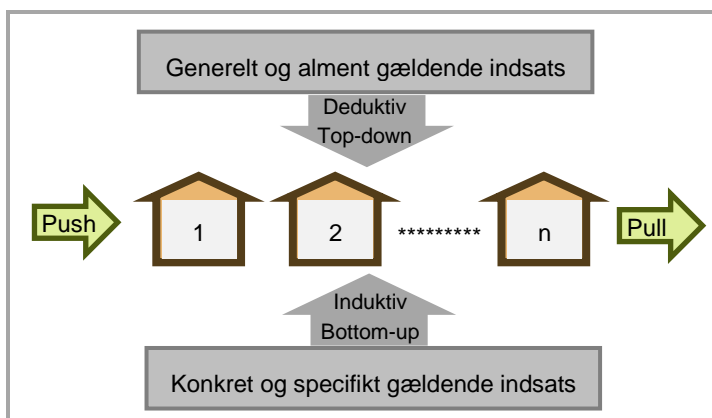 Generelt og alment gældende indsats
Deduktiv
Top-down
Push
1
2
*********
n
Pull
Induktiv
Bottom-up
Konkret og specifikt gældende indsats